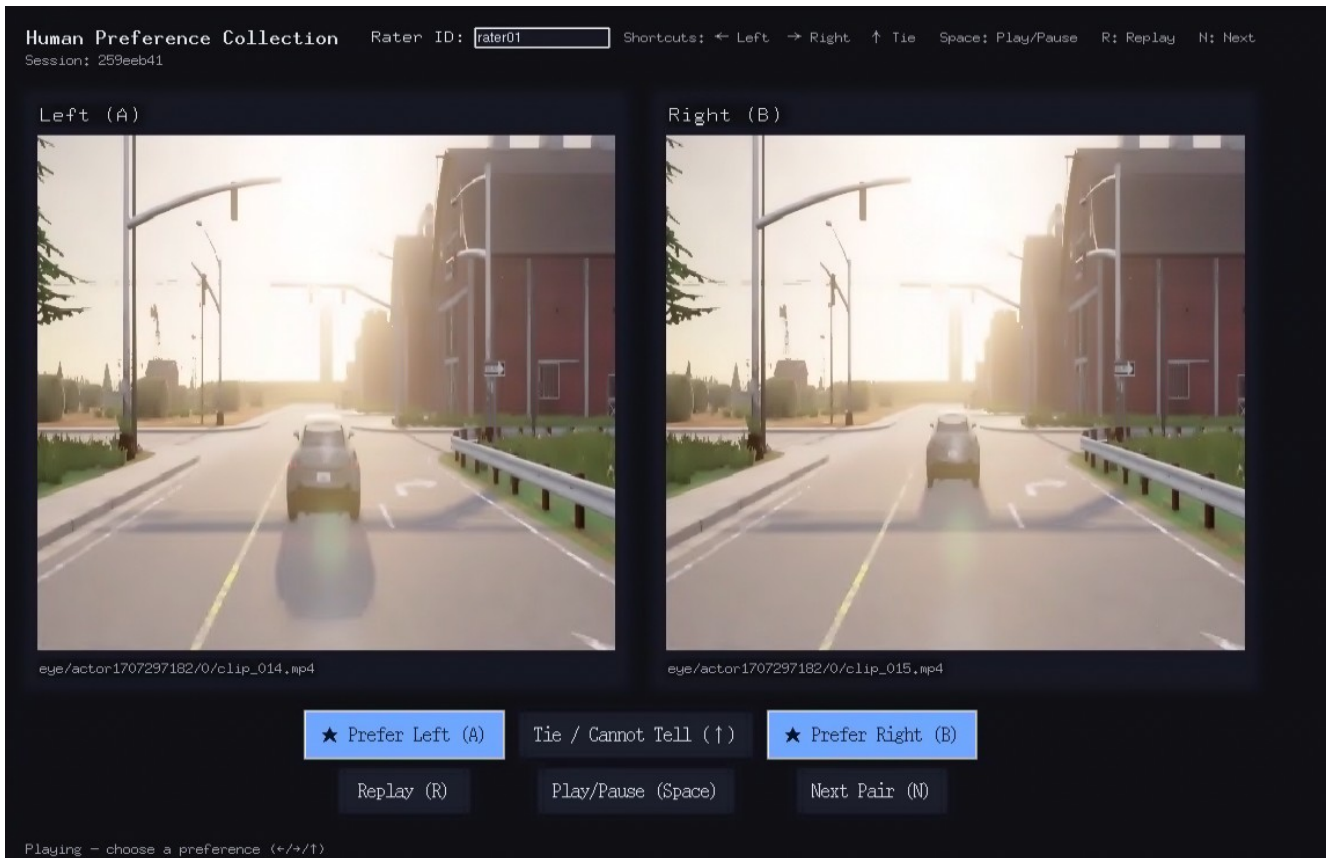 Human Preference Collection Rater ID: rater01 Shortcuts: ← Left → Right ↑ Tie Space: Play/Pause R: Replay N: Next
Session: 259eeb41
Left (A)
Right (B)
eye/actor1707297182/0/clip_014.mp4
eye/actor1707297182/0/clip_015.mp4
★ Prefer Left (A) Tie / Cannot Tell (↑) ★ Prefer Right (B)
Replay (R) Play/Pause (Space) Next Pair (N)
Playing — choose a preference (←/→/↑)